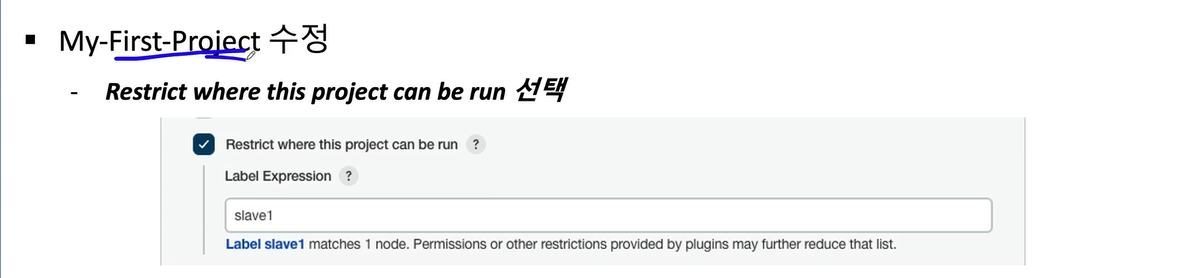 ▪ My-First-Project 수정
- Restrict where this project can be run 선택
Restrict where this project can be run ?
Label Expression ?
slave1
Label slave1 matches 1 node. Permissions or other restrictions provided by plugins may further reduce that list.